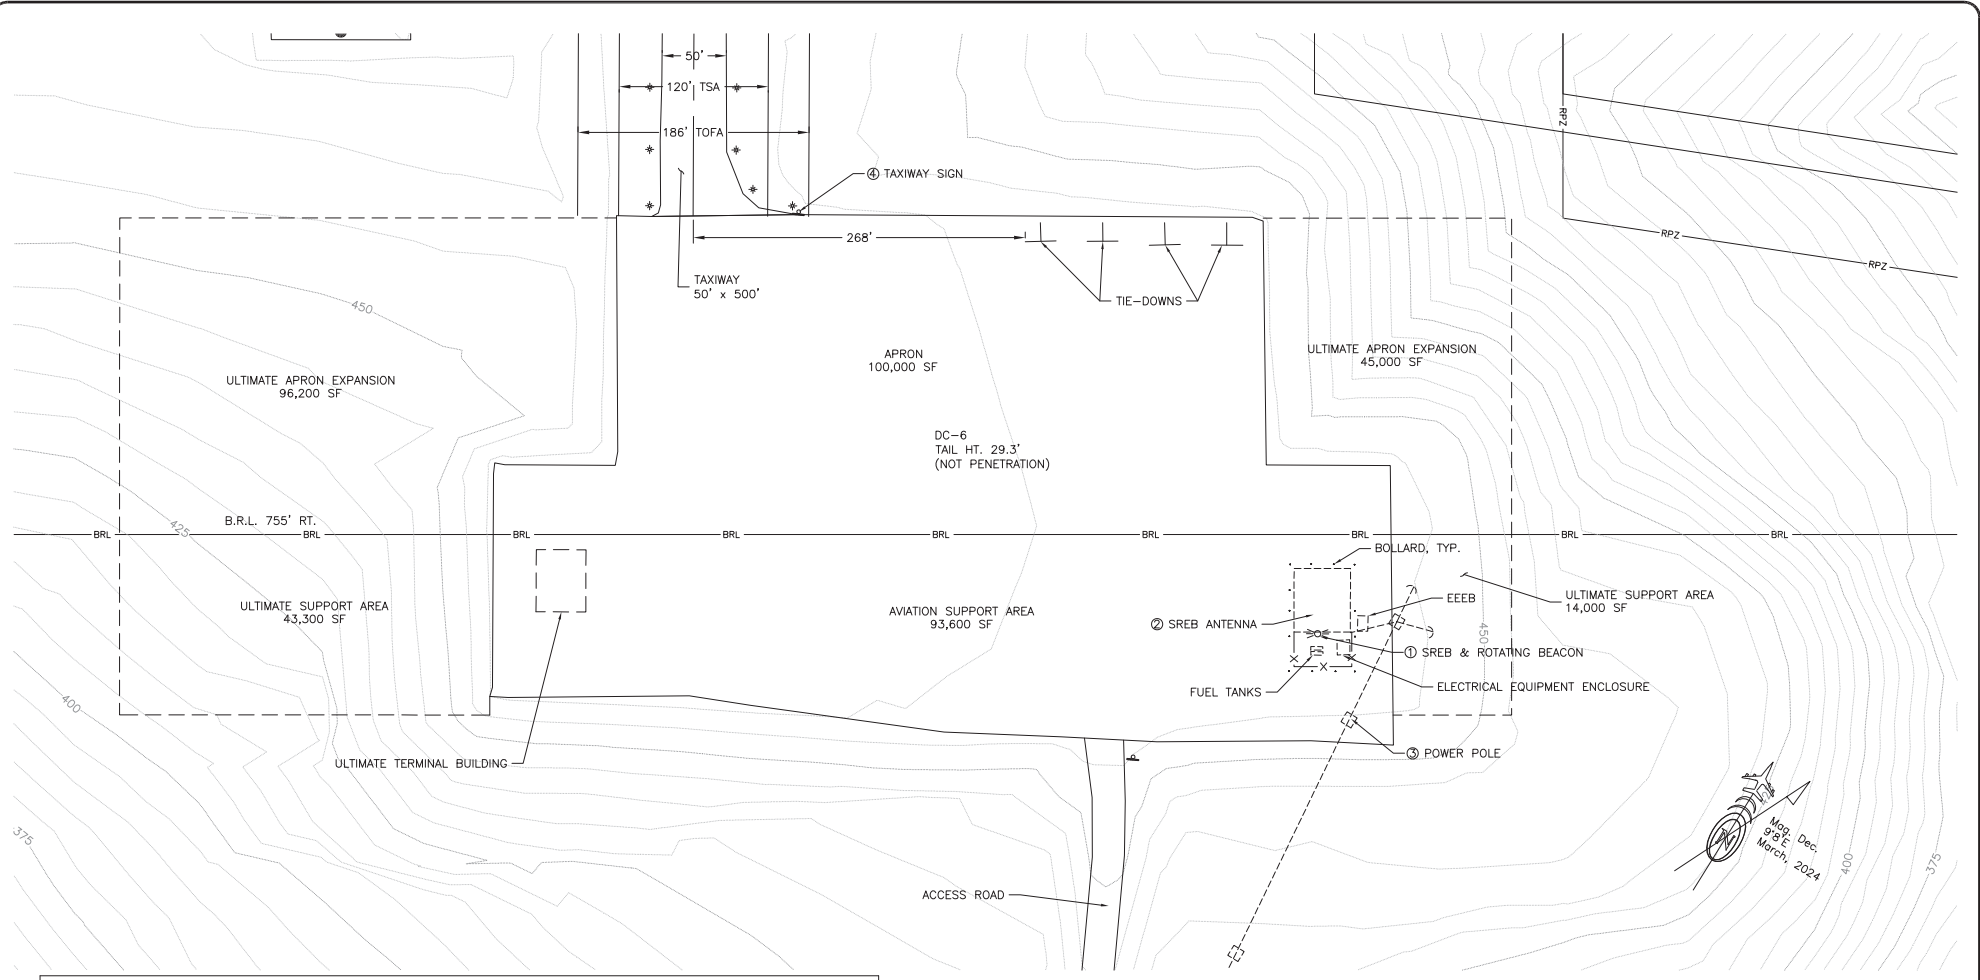 50'
120' TSA
186' TOFA
④ TAXIWAY SIGN
RPZ
RPZ
RPZ
268'
TAXIWAY
50' x 500'
TIE-DOWNS
450
APRON
100,000 SF
ULTIMATE APRON EXPANSION
45,000 SF
ULTIMATE APRON EXPANSION
96,200 SF
DC-6
TAIL HT. 29.3'
(NOT PENETRATION)
B.R.L. 755' RT.
425
BRL
BRL
BRL
BRL
BRL
BRL
BRL
BRL
BRL
BOLLARD, TYP.
EEEB
ULTIMATE SUPPORT AREA
14,000 SF
ULTIMATE SUPPORT AREA
43,300 SF
AVIATION SUPPORT AREA
93,600 SF
② SREB ANTENNA
450
① SREB & ROTATING BEACON
FUEL TANKS
ELECTRICAL EQUIPMENT ENCLOSURE
400
ULTIMATE TERMINAL BUILDING
③ POWER POLE
375
N
Mag. Dec.
9°8'E
March, 2024
400
375
ACCESS ROAD